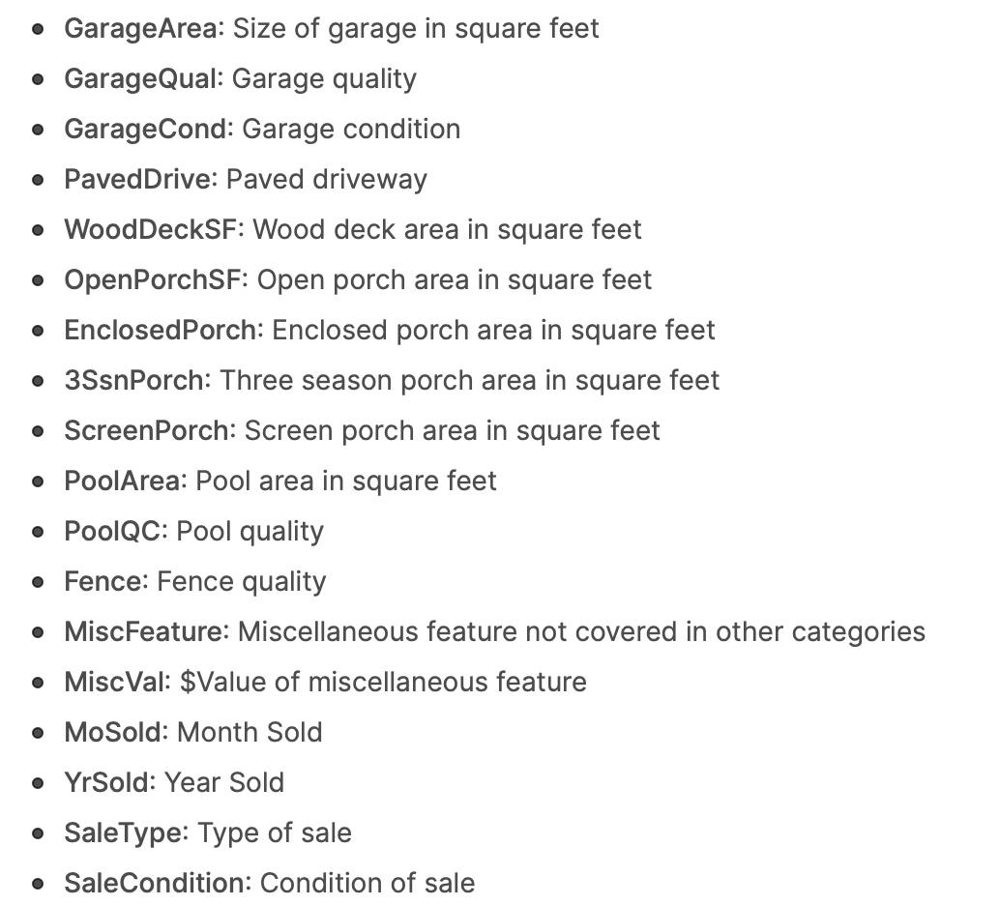 • GarageArea: Size of garage in square feet
• GarageQual: Garage quality
• GarageCond: Garage condition
• PavedDrive: Paved driveway
• WoodDeckSF: Wood deck area in square feet
• OpenPorchSF: Open porch area in square feet
• EnclosedPorch: Enclosed porch area in square feet
• 3SsnPorch: Three season porch area in square feet
• ScreenPorch: Screen porch area in square feet
• PoolArea: Pool area in square feet
• PoolQC: Pool quality
• Fence: Fence quality
• MiscFeature: Miscellaneous feature not covered in other categories
• MiscVal: $Value of miscellaneous feature
• MoSold: Month Sold
• YrSold: Year Sold
• SaleType: Type of sale
• SaleCondition: Condition of sale